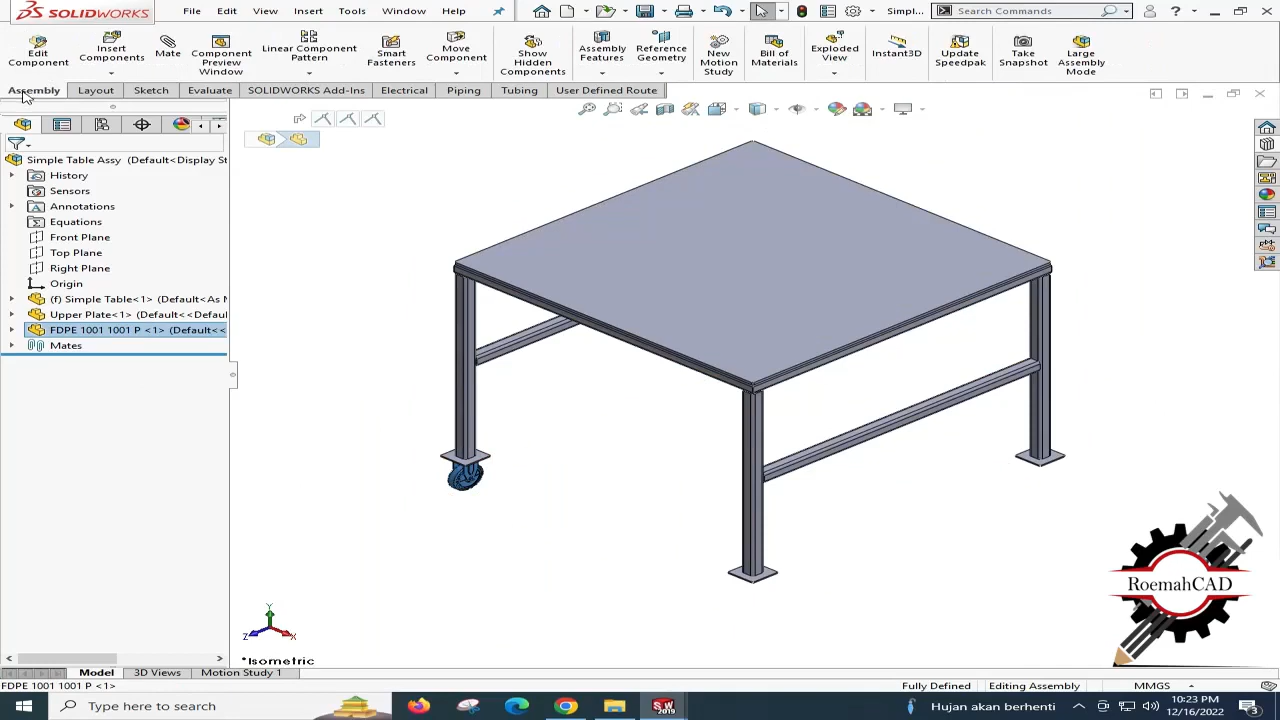 SOLIDWORKS
File
Edit
View
Insert
Tools
Window
Help
Simpl...
Search Commands
Edit Component
Insert Components
Mate
Component Preview Window
Linear Component Pattern
Smart Fasteners
Move Component
Show Hidden Components
Assembly Features
Reference Geometry
New Motion Study
Bill of Materials
Exploded View
Instant3D
Update Speedpak
Take Snapshot
Large Assembly Mode
Assembly
Layout
Sketch
Evaluate
SOLIDWORKS Add-Ins
Electrical
Piping
Tubing
User Defined Route
Simple Table Assy (Default<Display St
History
Sensors
Annotations
Equations
Front Plane
Top Plane
Right Plane
Origin
(f) Simple Table<1> (Default<As M
Upper Plate<1> (Default<<Defau
FDPE 1001 1001 P <1> (Default<<
Mates
Y
Z
X
*Isometric
RoemahCAD
Model
3D Views
Motion Study 1
FDPE 1001 1001 P <1>
Fully Defined
Editing Assembly
MMGS
Type here to search
SW
2019
Hujan akan berhenti
10:23 PM
12/16/2022
3